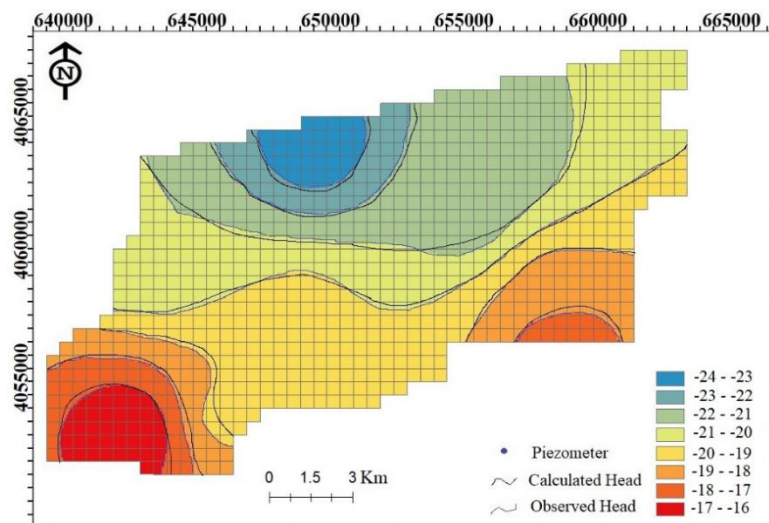 640000 645000 650000 655000 660000 665000
N
4065000
4060000
4055000
-24 - -23
-23 - -22
-22 - -21
-21 - -20
-20 - -19
-19 - -18
-18 - -17
-17 - -16
Piezometer
Calculated Head
Observed Head
0 1.5 3 Km